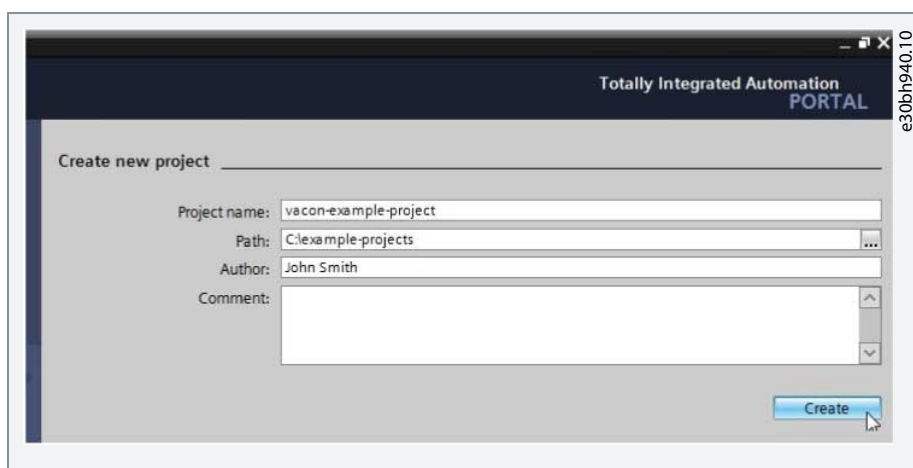 Totally Integrated Automation
PORTAL
Create new project
Project name: vacon-example-project
Path: C:\example-projects ...
Author: John Smith
Comment:
Create
e30bh940.10